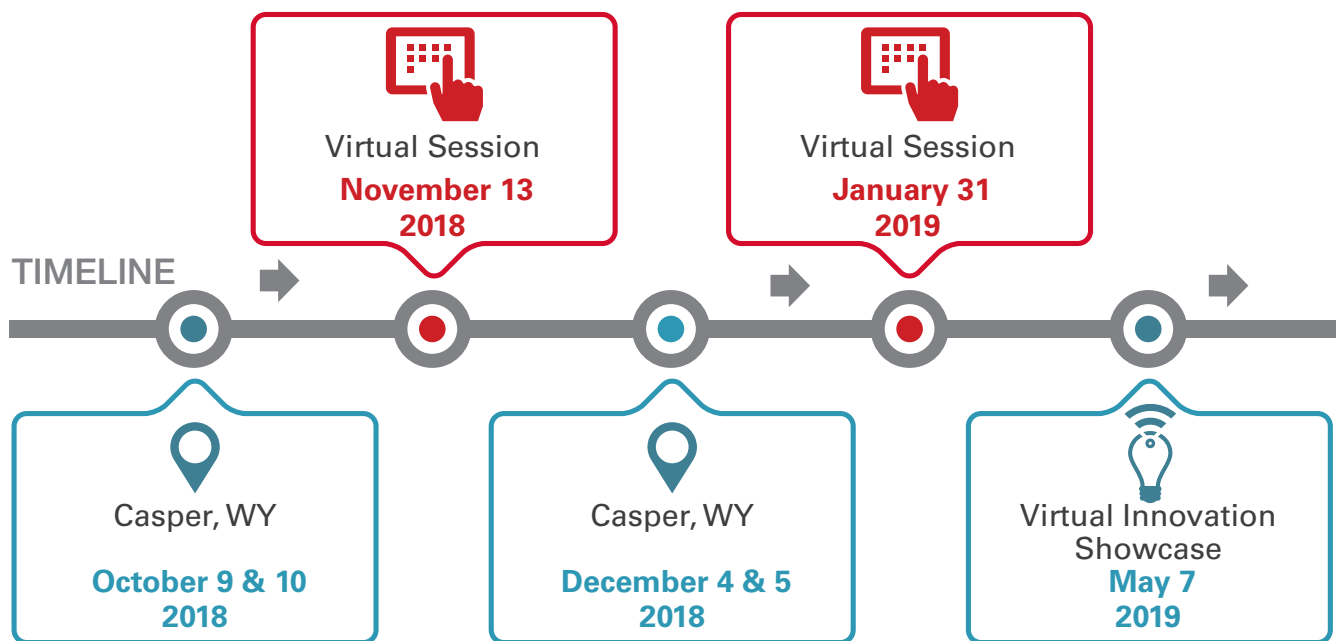 Virtual Session
November 13
2018
Virtual Session
January 31
2019
TIMELINE
Casper, WY
October 9 & 10
2018
Casper, WY
December 4 & 5
2018
Virtual Innovation
Showcase
May 7
2019